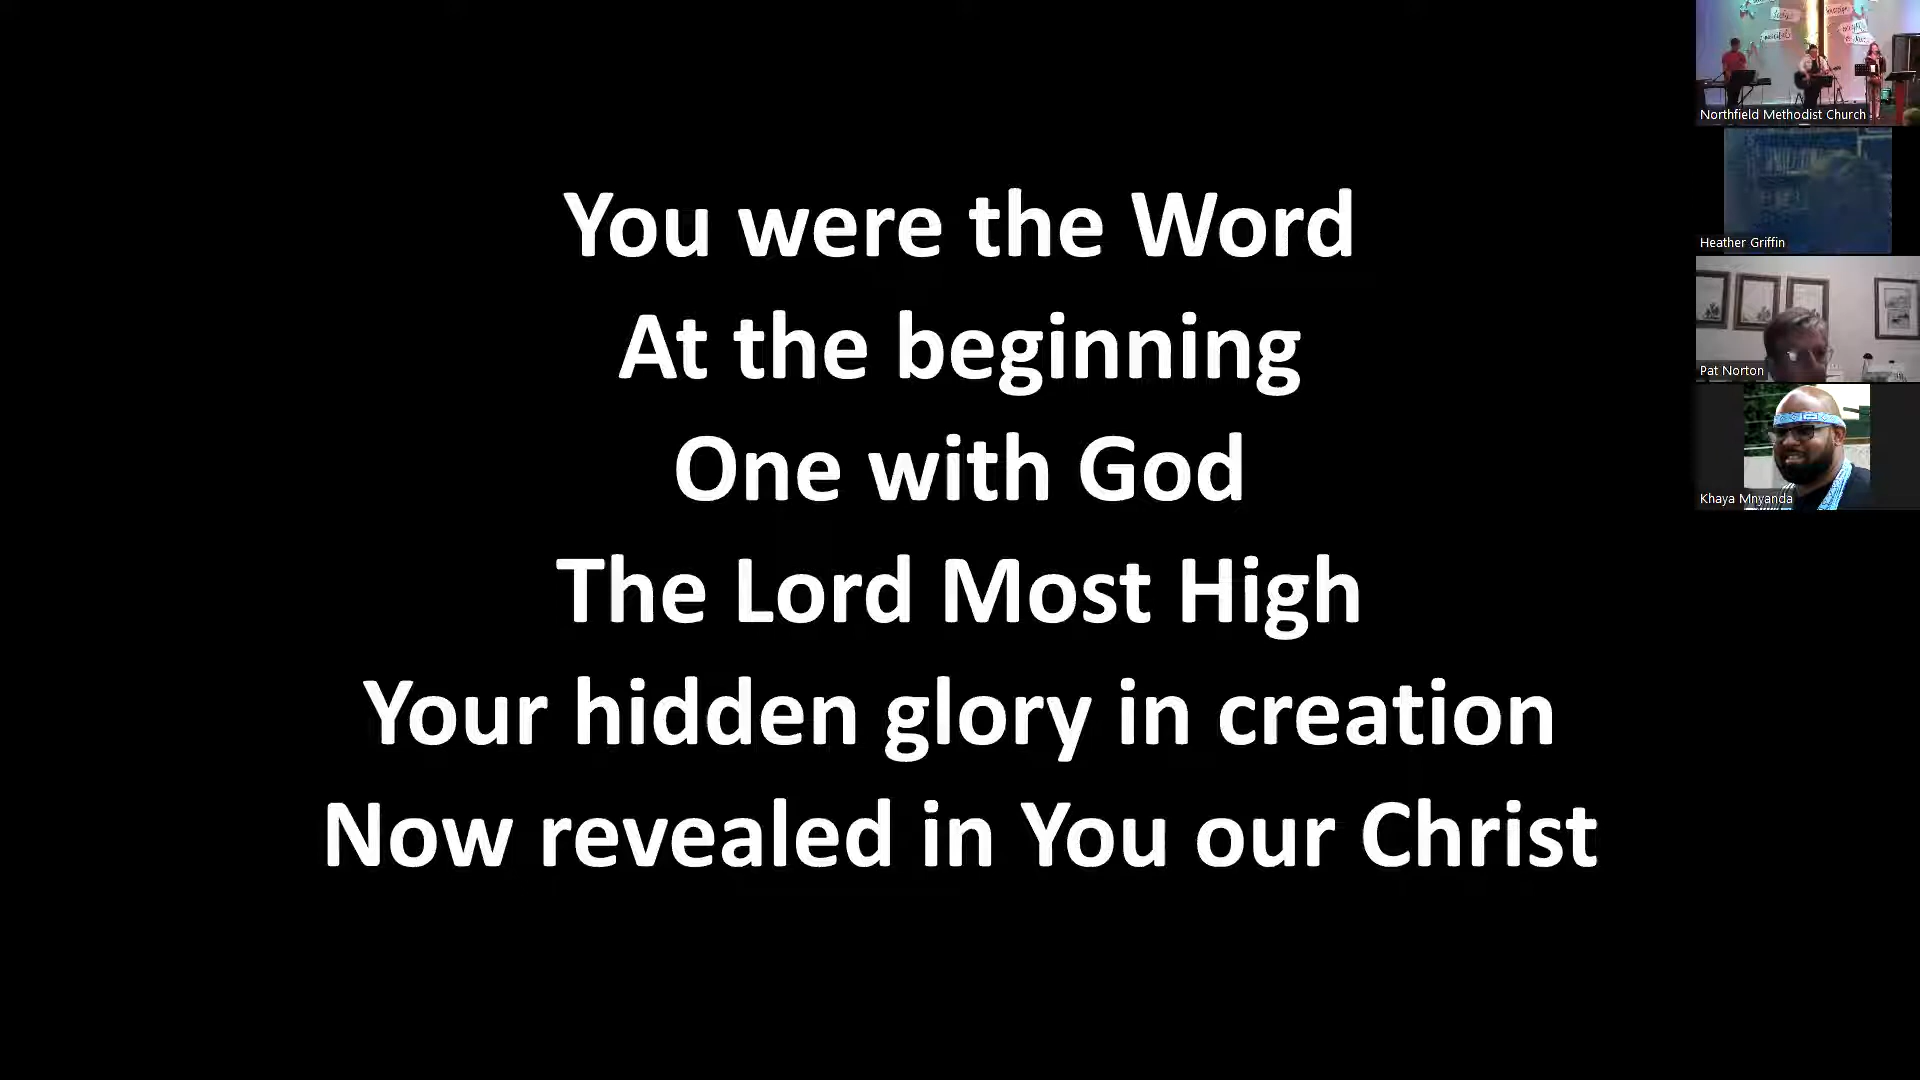 You were the Word
At the beginning
One with God
The Lord Most High
Your hidden glory in creation
Now revealed in You our Christ
Northfield Methodist Church
Heather Griffin
Pat Norton
Khaya Mnyanda